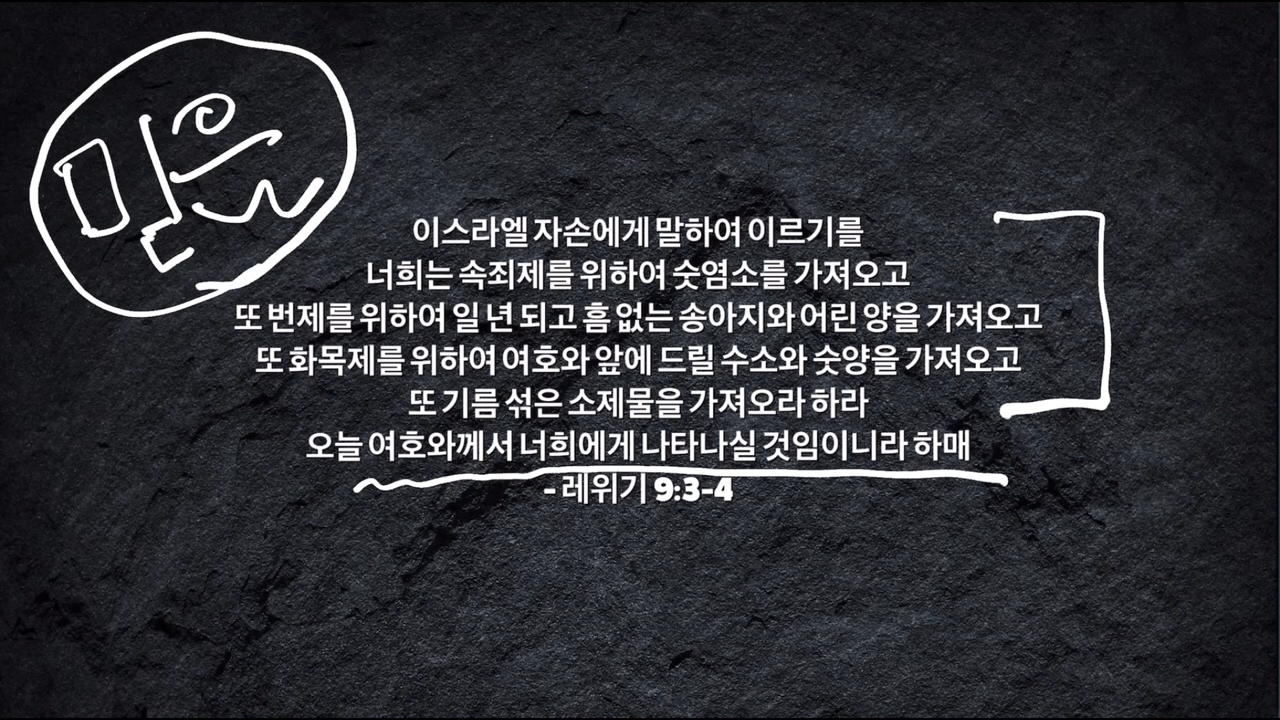 믿음
이스라엘 자손에게 말하여 이르기를
너희는 속죄제를 위하여 숫염소를 가져오고
또 번제를 위하여 일 년 되고 흠 없는 송아지와 어린 양을 가져오고
또 화목제를 위하여 여호와 앞에 드릴 수소와 숫양을 가져오고
또 기름 섞은 소제물을 가져오라 하라
오늘 여호와께서 너희에게 나타나실 것임이니라 하매
- 레위기 9:3-4